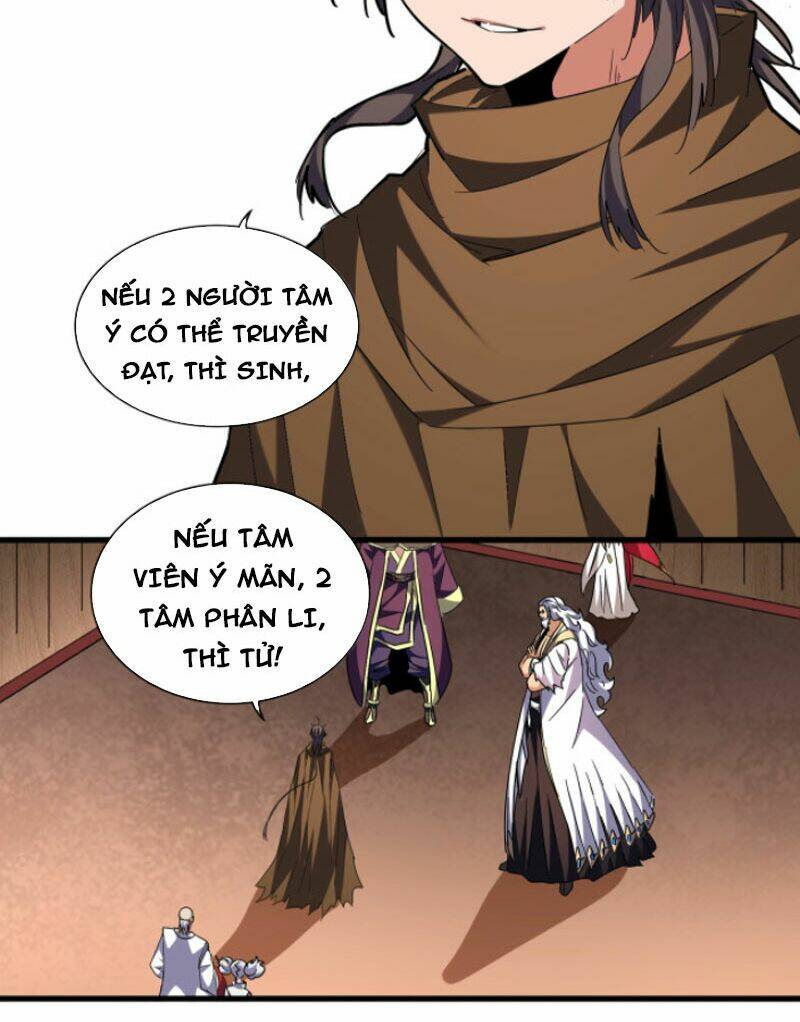 NẾU 2 NGƯỜI TÂM
Ý CÓ THỂ TRUYỀN
ĐẠT, THÌ SINH,
NẾU TÂM
VIÊN Ý MÃN, 2
TÂM PHÂN LI,
THÌ TỬ!